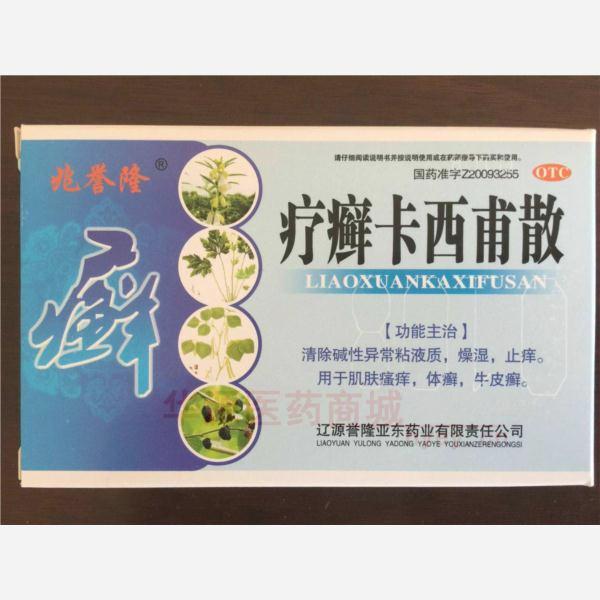 兆誉隆®
癣
请仔细阅读说明书并按说明使用或在药师指导下购买和使用。
国药准字Z20093255
OTC
疗癣卡西甫散
LIAOXUANKAXIFUSAN
【功能主治】
清除碱性异常粘液质，燥湿，止痒。
用于肌肤瘙痒，体癣，牛皮癣。
医药商城
辽源誉隆亚东药业有限责任公司
LIAOYUAN YULONG YADONG YAOYE YOUXIANZERENGONGSI